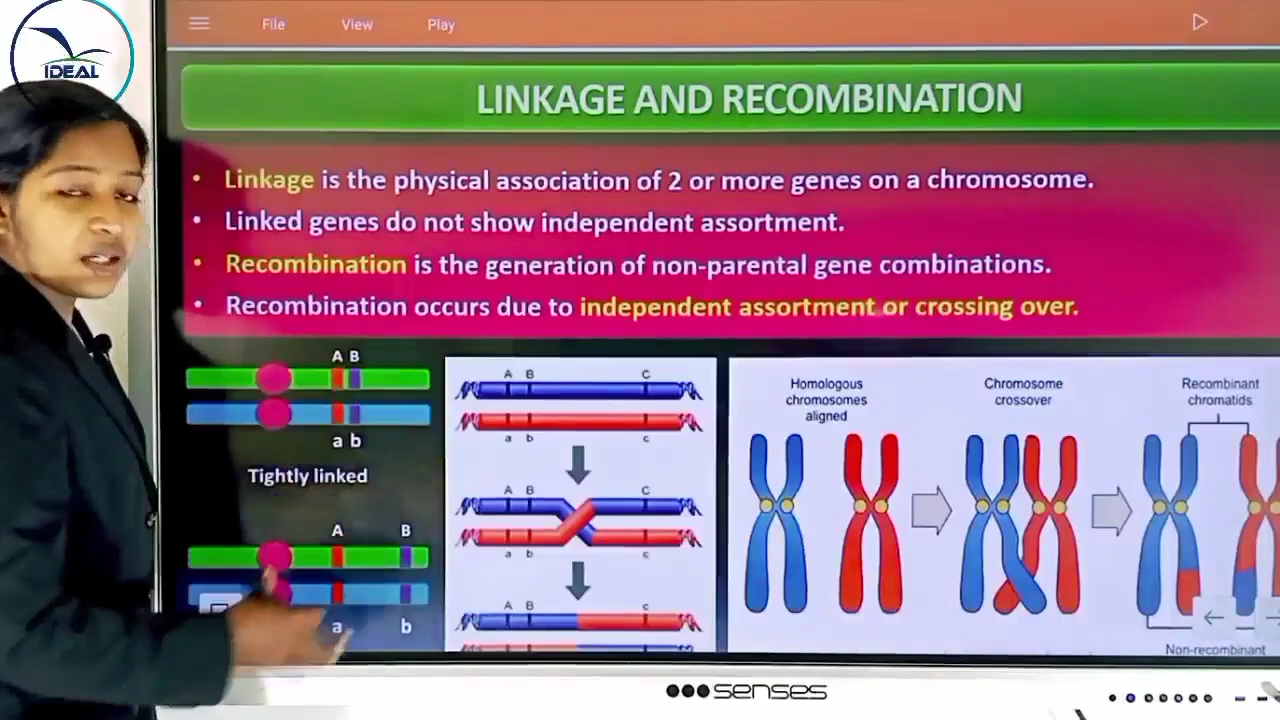 IDEAL
File View Play
LINKAGE AND RECOMBINATION
• Linkage is the physical association of 2 or more genes on a chromosome.
• Linked genes do not show independent assortment.
• Recombination is the generation of non-parental gene combinations.
• Recombination occurs due to independent assortment or crossing over.
A B
a b
Tightly linked
A B
a b
A B C
a b c
A B C
a b c
A B c
Homologous
chromosomes
aligned
Chromosome
crossover
Recombinant
chromatids
Non-recombinant
senses